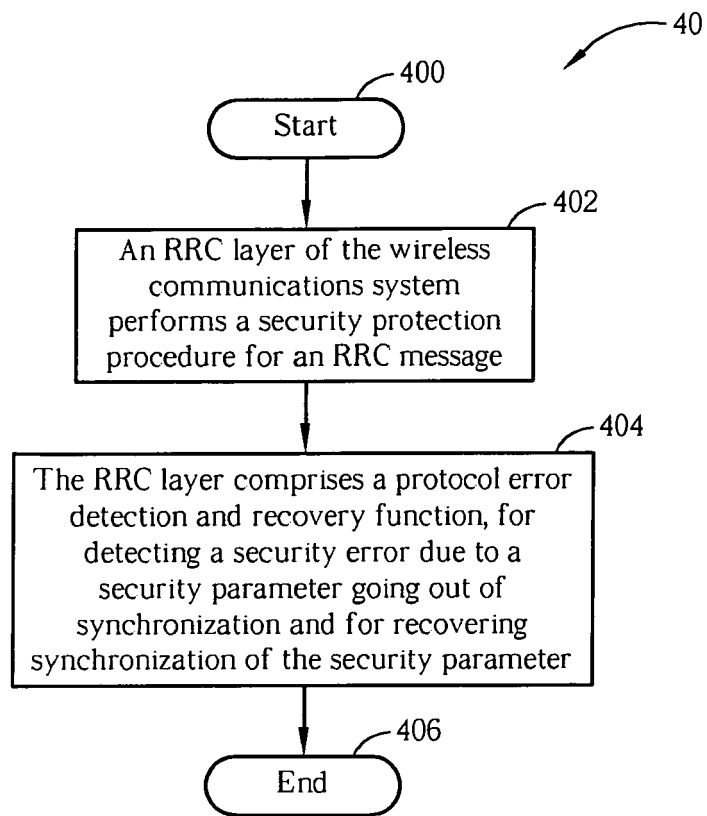 40
400
Start
402
An RRC layer of the wireless
communications system
performs a security protection
procedure for an RRC message
404
The RRC layer comprises a protocol error
detection and recovery function, for
detecting a security error due to a
security parameter going out of
synchronization and for recovering
synchronization of the security parameter
406
End